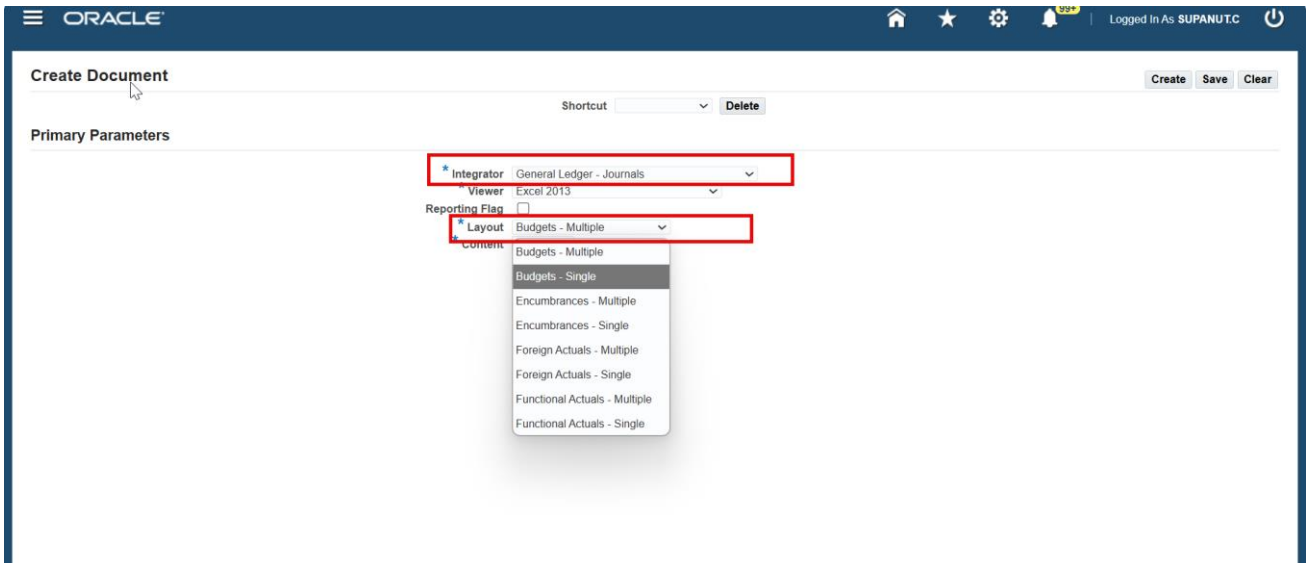 ORACLE
99+
Logged In As SUPANUT.C
Create Document
Create Save Clear
Shortcut
Delete
Primary Parameters
* Integrator General Ledger - Journals
* Viewer Excel 2013
Reporting Flag
* Layout Budgets - Multiple
* Content
Budgets - Multiple
Budgets - Single
Encumbrances - Multiple
Encumbrances - Single
Foreign Actuals - Multiple
Foreign Actuals - Single
Functional Actuals - Multiple
Functional Actuals - Single